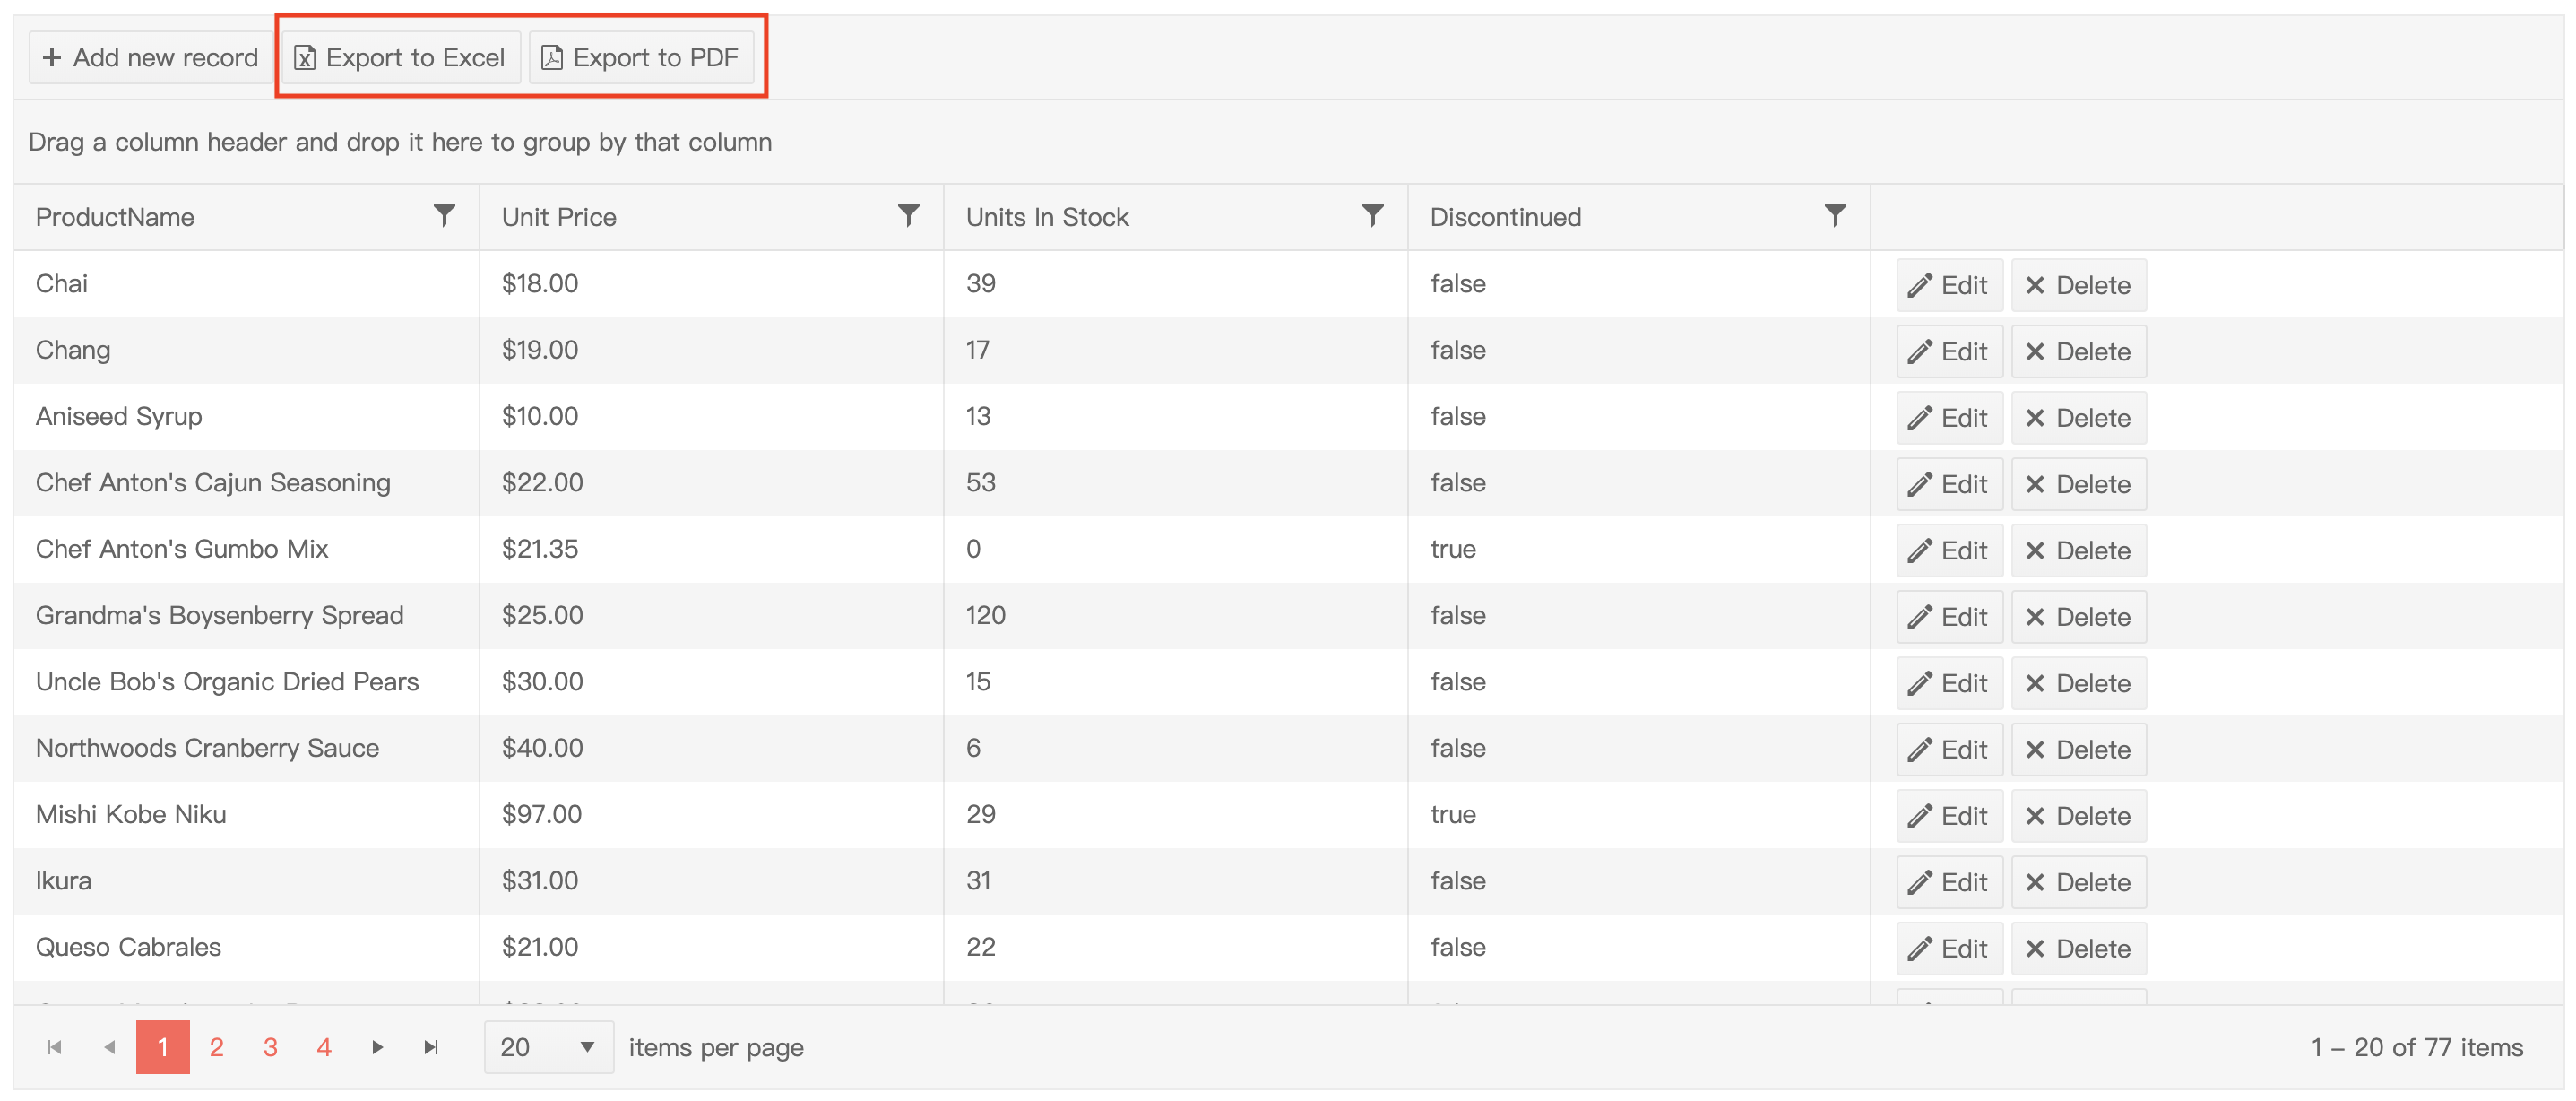 Add new record Export to Excel Export to PDF
Drag a column header and drop it here to group by that column
ProductName Unit Price Units In Stock Discontinued
Chai $18.00 39 false Edit Delete
Chang $19.00 17 false Edit Delete
Aniseed Syrup $10.00 13 false Edit Delete
Chef Anton's Cajun Seasoning $22.00 53 false Edit Delete
Chef Anton's Gumbo Mix $21.35 0 true Edit Delete
Grandma's Boysenberry Spread $25.00 120 false Edit Delete
Uncle Bob's Organic Dried Pears $30.00 15 false Edit Delete
Northwoods Cranberry Sauce $40.00 6 false Edit Delete
Mishi Kobe Niku $97.00 29 true Edit Delete
Ikura $31.00 31 false Edit Delete
Queso Cabrales $21.00 22 false Edit Delete
1 2 3 4 20 items per page 1 – 20 of 77 items